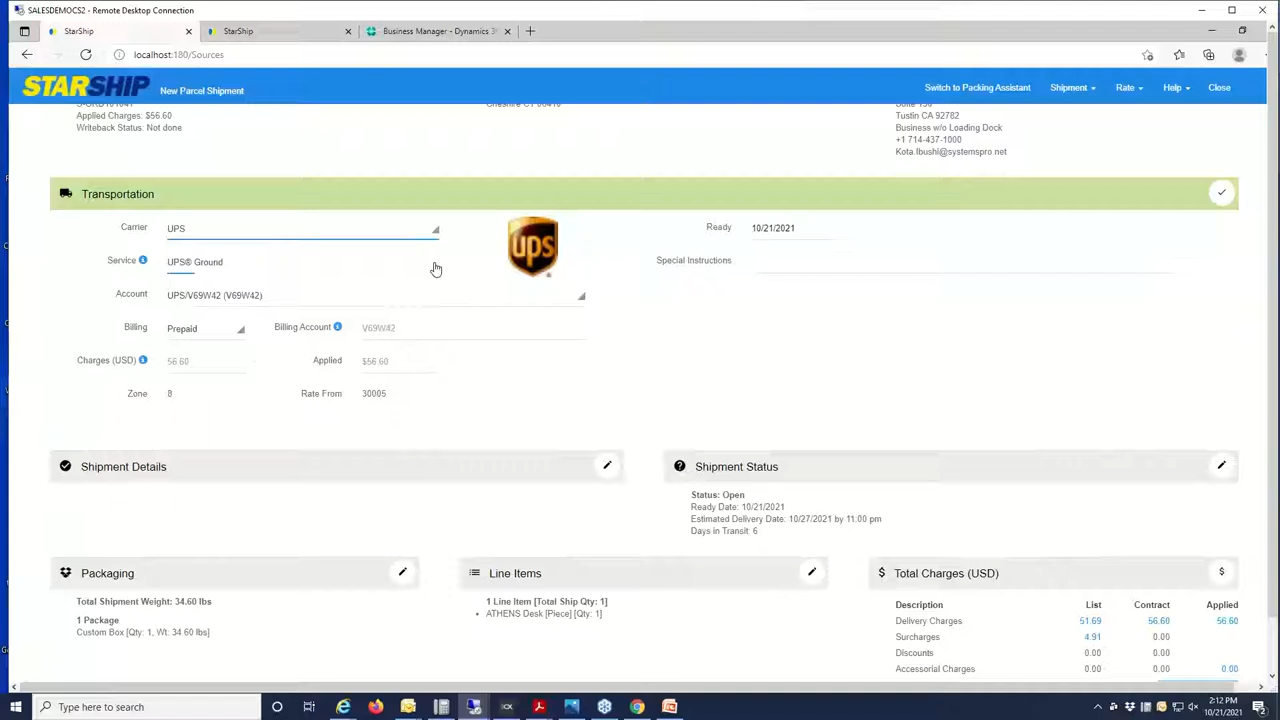 SALESDEMOCS2 - Remote Desktop Connection
StarShip
StarShip
Business Manager - Dynamics 3
localhost:180/Sources
STARSHIP New Parcel Shipment Switch to Packing Assistant Shipment Rate Help Close
Applied Charges: $56.60
Writeback Status: Not done
Tustin CA 92782
Business w/o Loading Dock
+1 714-437-1000
Kota.lbushl@systemspro.net
Transportation
Carrier UPS
ups
Ready 10/21/2021
Service UPS® Ground
Special Instructions
Account UPS/V69W42 (V69W42)
Billing Prepaid Billing Account V69W42
Charges (USD) 56.60 Applied $56.60
Zone 8 Rate From 30005
Shipment Details
Shipment Status
Status: Open
Ready Date: 10/21/2021
Estimated Delivery Date: 10/27/2021 by 11:00 pm
Days in Transit: 6
Packaging
Total Shipment Weight: 34.60 lbs
1 Package
Custom Box [Qty: 1, Wt: 34.60 lbs]
Line Items
1 Line Item [Total Ship Qty: 1]
ATHENS Desk [Piece] [Qty: 1]
$ Total Charges (USD) $
Description List Contract Applied
Delivery Charges 51.69 56.60 56.60
Surcharges 4.91 0.00
Discounts 0.00 0.00
Accessorial Charges 0.00 0.00 0.00
Type here to search
2:12 PM
10/21/2021